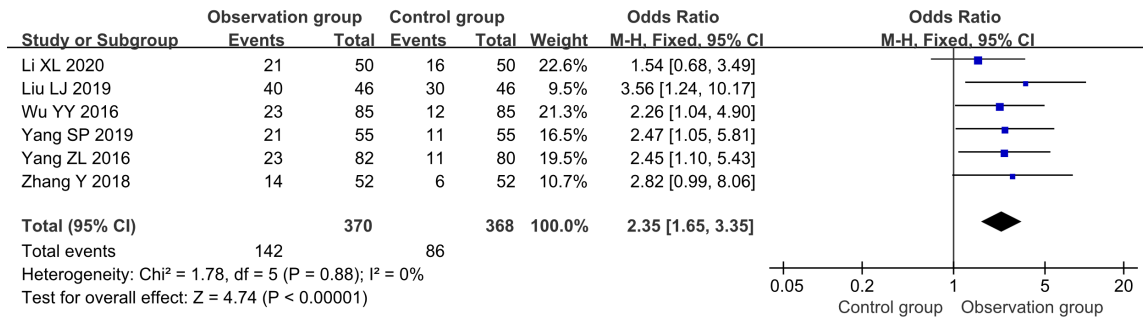 Observation group Control group Odds Ratio Odds Ratio
Study or Subgroup Events Total Events Total Weight M-H, Fixed, 95% CI M-H, Fixed, 95% CI
Li XL 2020 21 50 16 50 22.6% 1.54 [0.68, 3.49]
Liu LJ 2019 40 46 30 46 9.5% 3.56 [1.24, 10.17]
Wu YY 2016 23 85 12 85 21.3% 2.26 [1.04, 4.90]
Yang SP 2019 21 55 11 55 16.5% 2.47 [1.05, 5.81]
Yang ZL 2016 23 82 11 80 19.5% 2.45 [1.10, 5.43]
Zhang Y 2018 14 52 6 52 10.7% 2.82 [0.99, 8.06]
Total (95% CI) 370 368 100.0% 2.35 [1.65, 3.35]
Total events 142 86
Heterogeneity: Chi² = 1.78, df = 5 (P = 0.88); I² = 0%
Test for overall effect: Z = 4.74 (P < 0.00001)
0.05 0.2 1 5 20
Control group Observation group